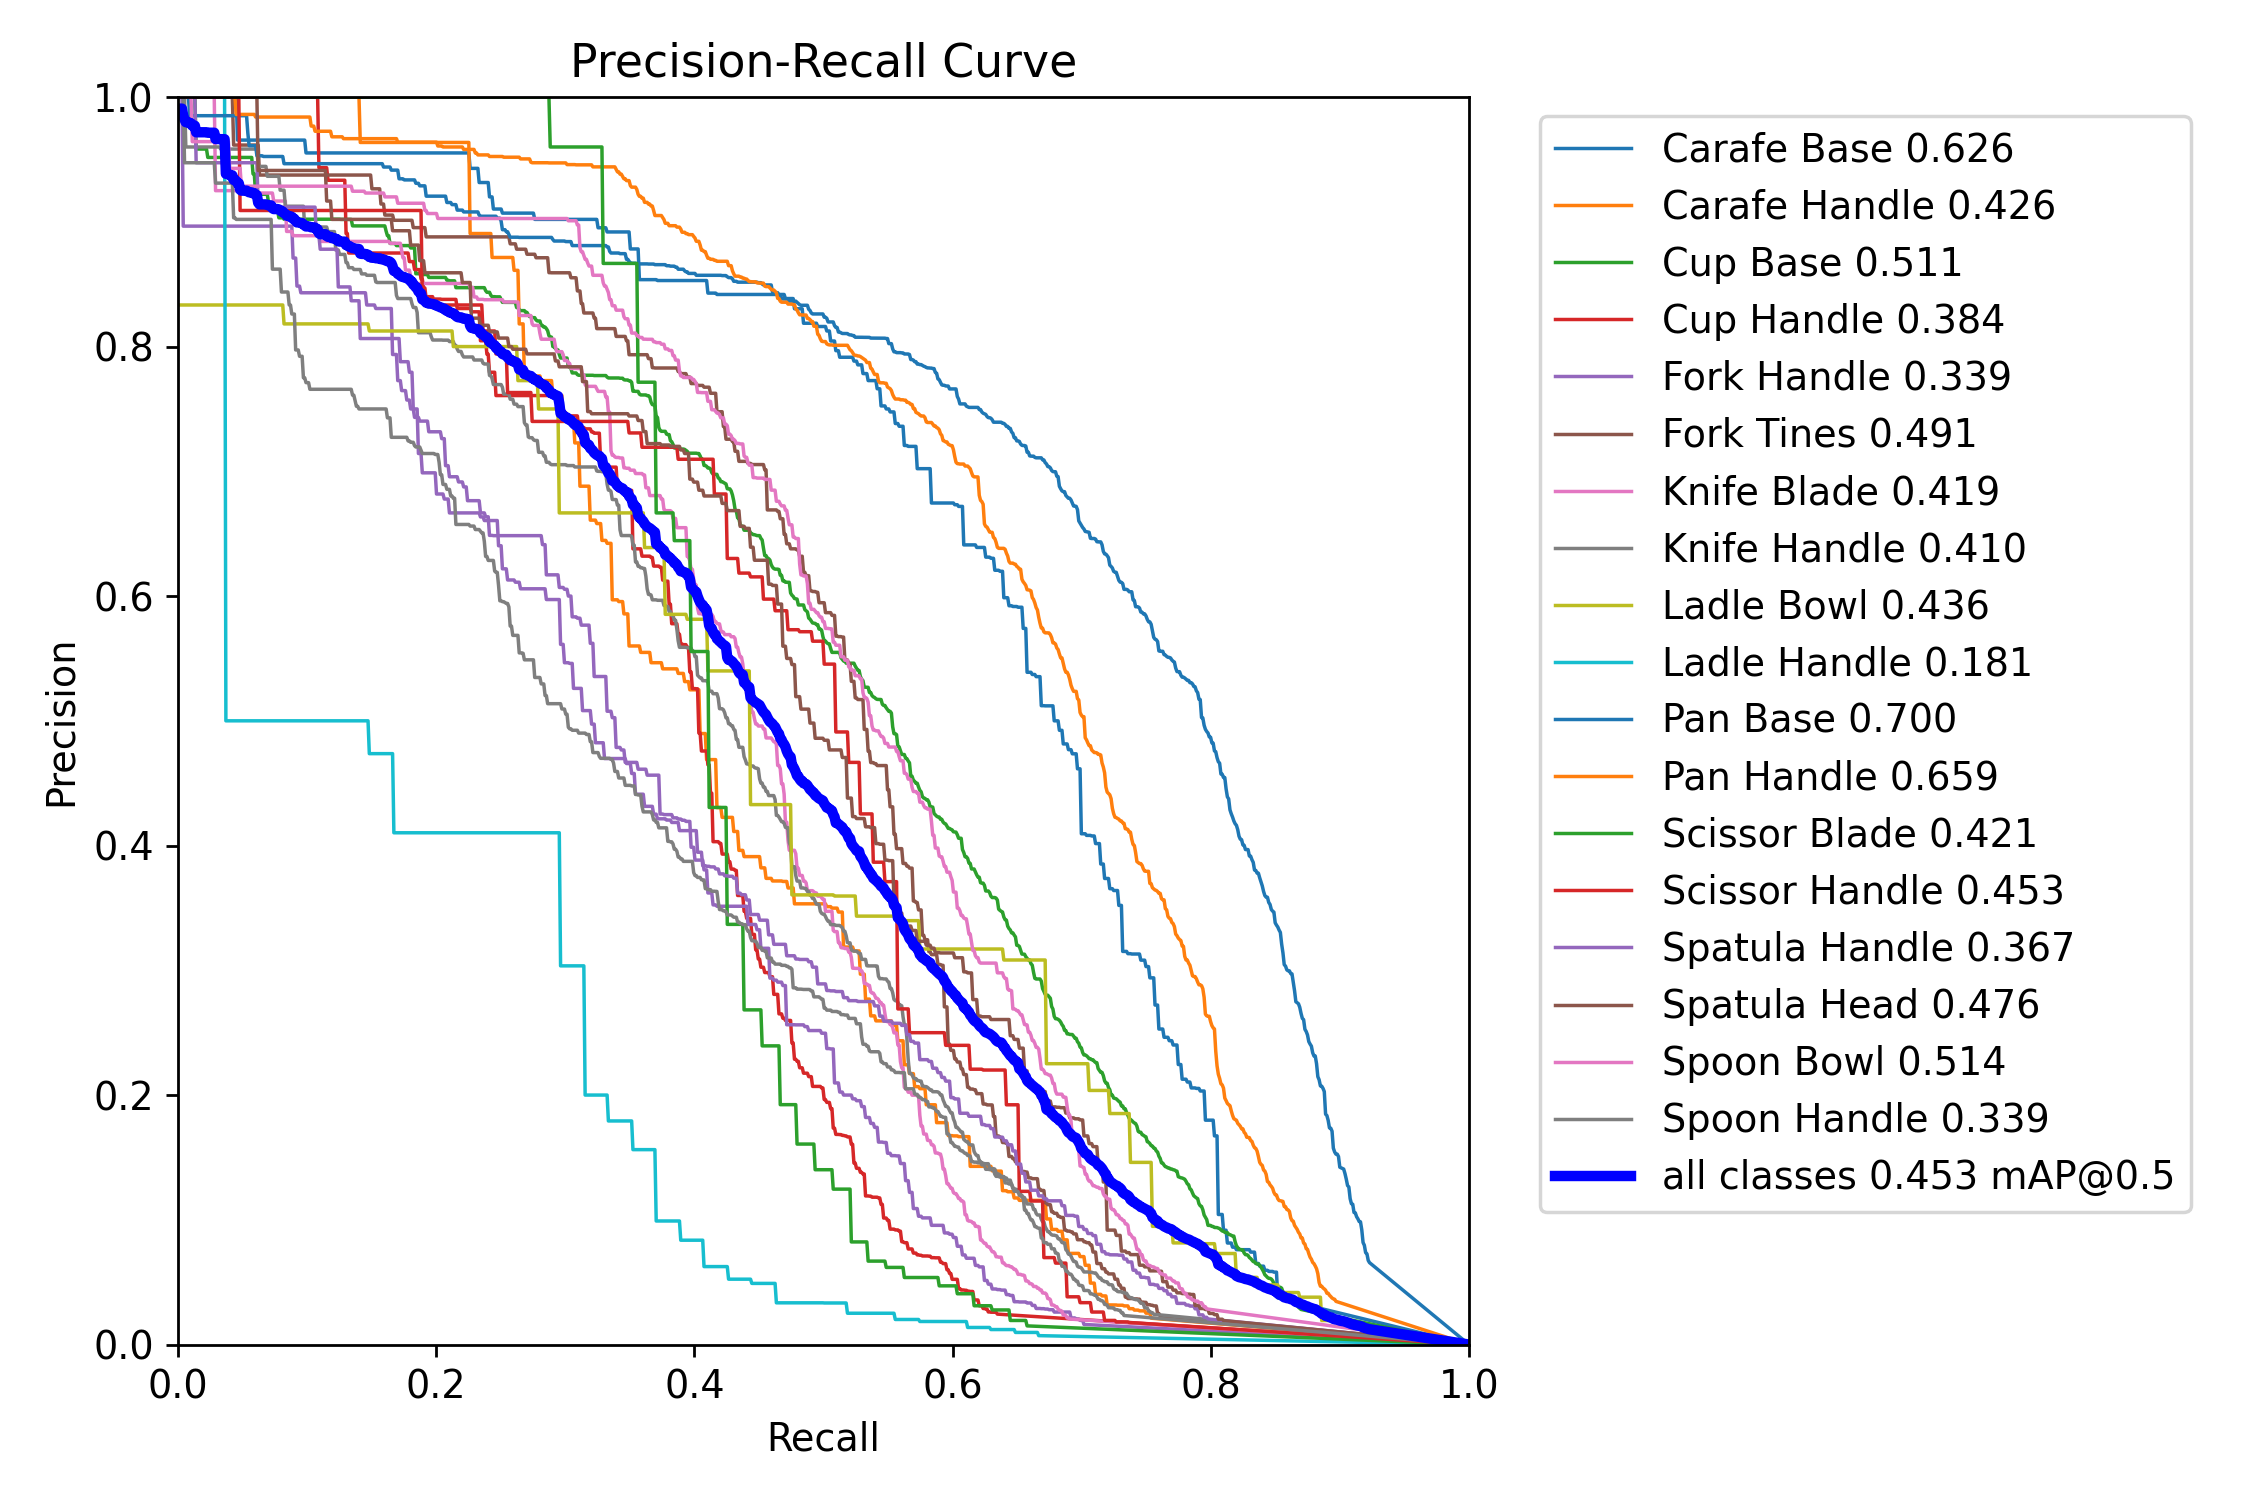 Precision-Recall Curve
1.0
0.8
0.6
0.4
0.2
0.0
Precision
0.0 0.2 0.4 0.6 0.8 1.0
Recall
Carafe Base 0.626
Carafe Handle 0.426
Cup Base 0.511
Cup Handle 0.384
Fork Handle 0.339
Fork Tines 0.491
Knife Blade 0.419
Knife Handle 0.410
Ladle Bowl 0.436
Ladle Handle 0.181
Pan Base 0.700
Pan Handle 0.659
Scissor Blade 0.421
Scissor Handle 0.453
Spatula Handle 0.367
Spatula Head 0.476
Spoon Bowl 0.514
Spoon Handle 0.339
all classes 0.453 mAP@0.5